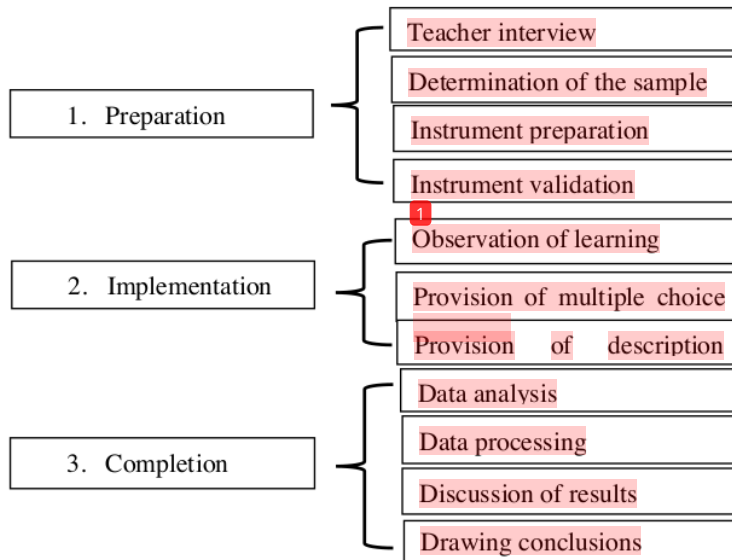 Teacher interview
Determination of the sample
1. Preparation
Instrument preparation
Instrument validation
1
Observation of learning
2. Implementation
Provision of multiple choice
Provision of description
Data analysis
Data processing
3. Completion
Discussion of results
Drawing conclusions